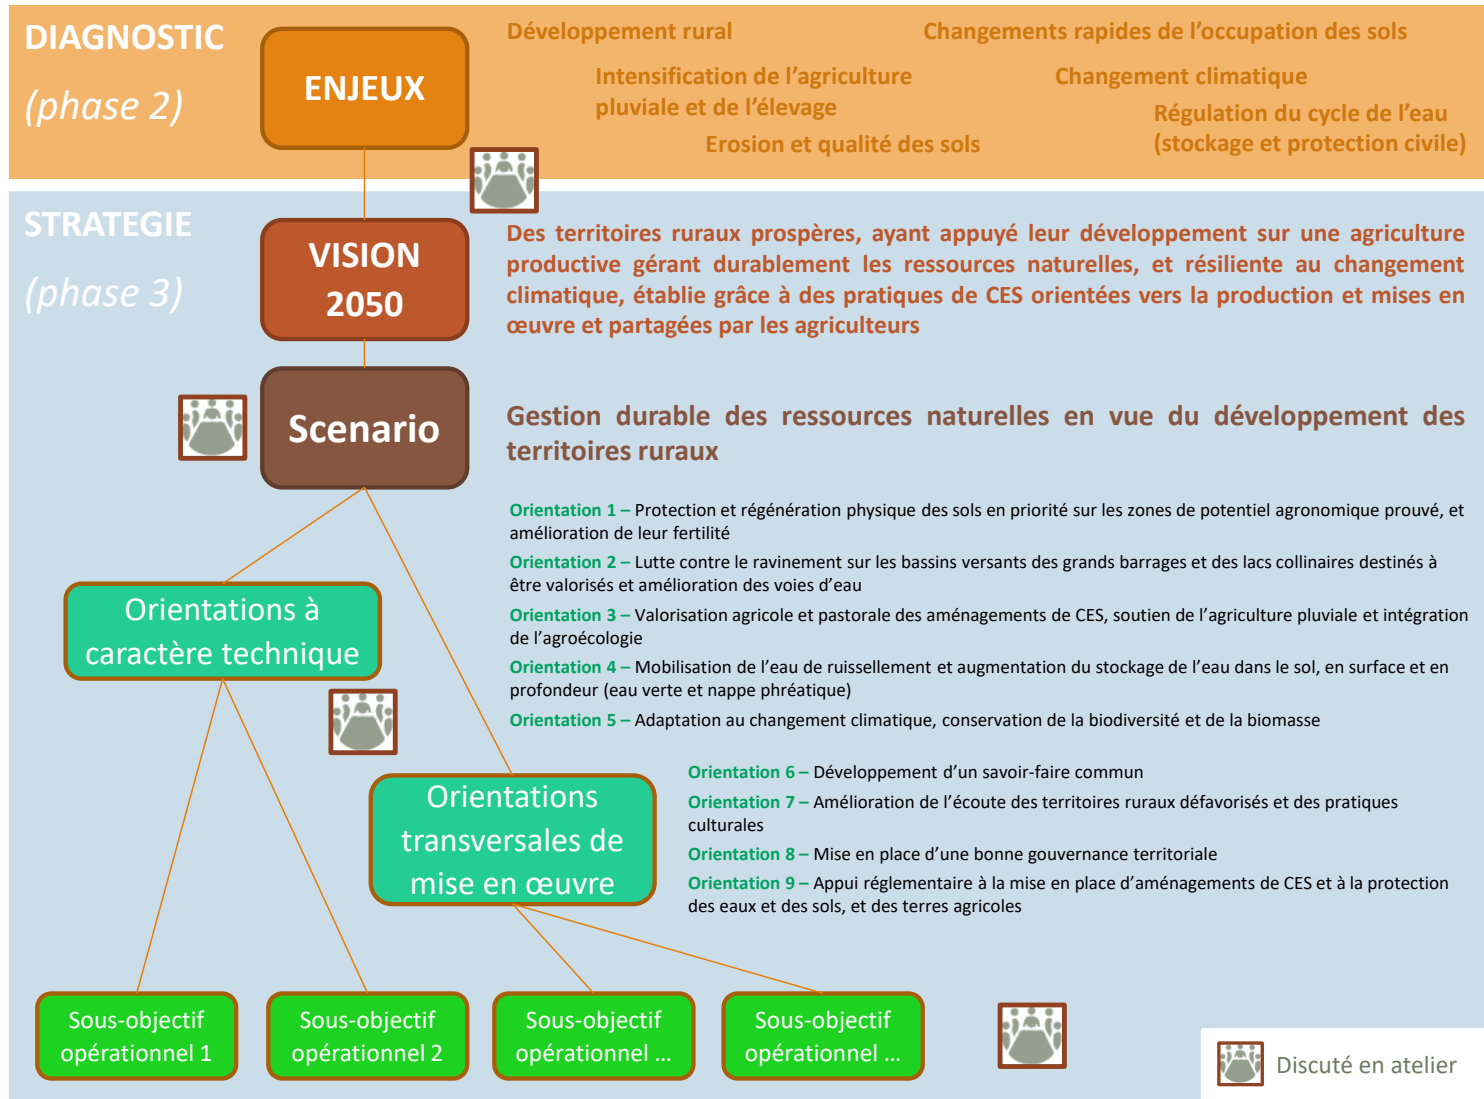 DIAGNOSTIC
(phase 2)
ENJEUX
Développement rural
Changements rapides de l'occupation des sols
Intensification de l'agriculture
pluviale et de l'élevage
Changement climatique
Régulation du cycle de l'eau
(stockage et protection civile)
Erosion et qualité des sols
STRATEGIE
(phase 3)
VISION
2050
Des territoires ruraux prospères, ayant appuyé leur développement sur une agriculture
productive gérant durablement les ressources naturelles, et résiliente au changement
climatique, établie grâce à des pratiques de CES orientées vers la production et mises en
œuvre et partagées par les agriculteurs
Scenario
Gestion durable des ressources naturelles en vue du développement des
territoires ruraux
Orientation 1 – Protection et régénération physique des sols en priorité sur les zones de potentiel agronomique prouvé, et
amélioration de leur fertilité
Orientation 2 – Lutte contre le ravinement sur les bassins versants des grands barrages et des lacs collinaires destinés à
être valorisés et amélioration des voies d'eau
Orientation 3 – Valorisation agricole et pastorale des aménagements de CES, soutien de l'agriculture pluviale et intégration
de l'agroécologie
Orientation 4 – Mobilisation de l'eau de ruissellement et augmentation du stockage de l'eau dans le sol, en surface et en
profondeur (eau verte et nappe phréatique)
Orientation 5 – Adaptation au changement climatique, conservation de la biodiversité et de la biomasse
Orientations à
caractère technique
Orientations
transversales de
mise en œuvre
Orientation 6 – Développement d'un savoir-faire commun
Orientation 7 – Amélioration de l'écoute des territoires ruraux défavorisés et des pratiques
culturales
Orientation 8 – Mise en place d'une bonne gouvernance territoriale
Orientation 9 – Appui réglementaire à la mise en place d'aménagements de CES et à la protection
des eaux et des sols, et des terres agricoles
Sous-objectif
opérationnel 1
Sous-objectif
opérationnel 2
Sous-objectif
opérationnel ...
Sous-objectif
opérationnel ...
Discuté en atelier